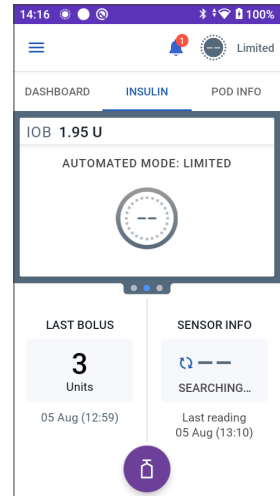 14:16 100%
1
-- Limited
DASHBOARD INSULIN POD INFO
IOB 1.95 U
AUTOMATED MODE: LIMITED
--
LAST BOLUS
3
Units
05 Aug (12:59)
SENSOR INFO
--
SEARCHING...
Last reading
05 Aug (13:10)